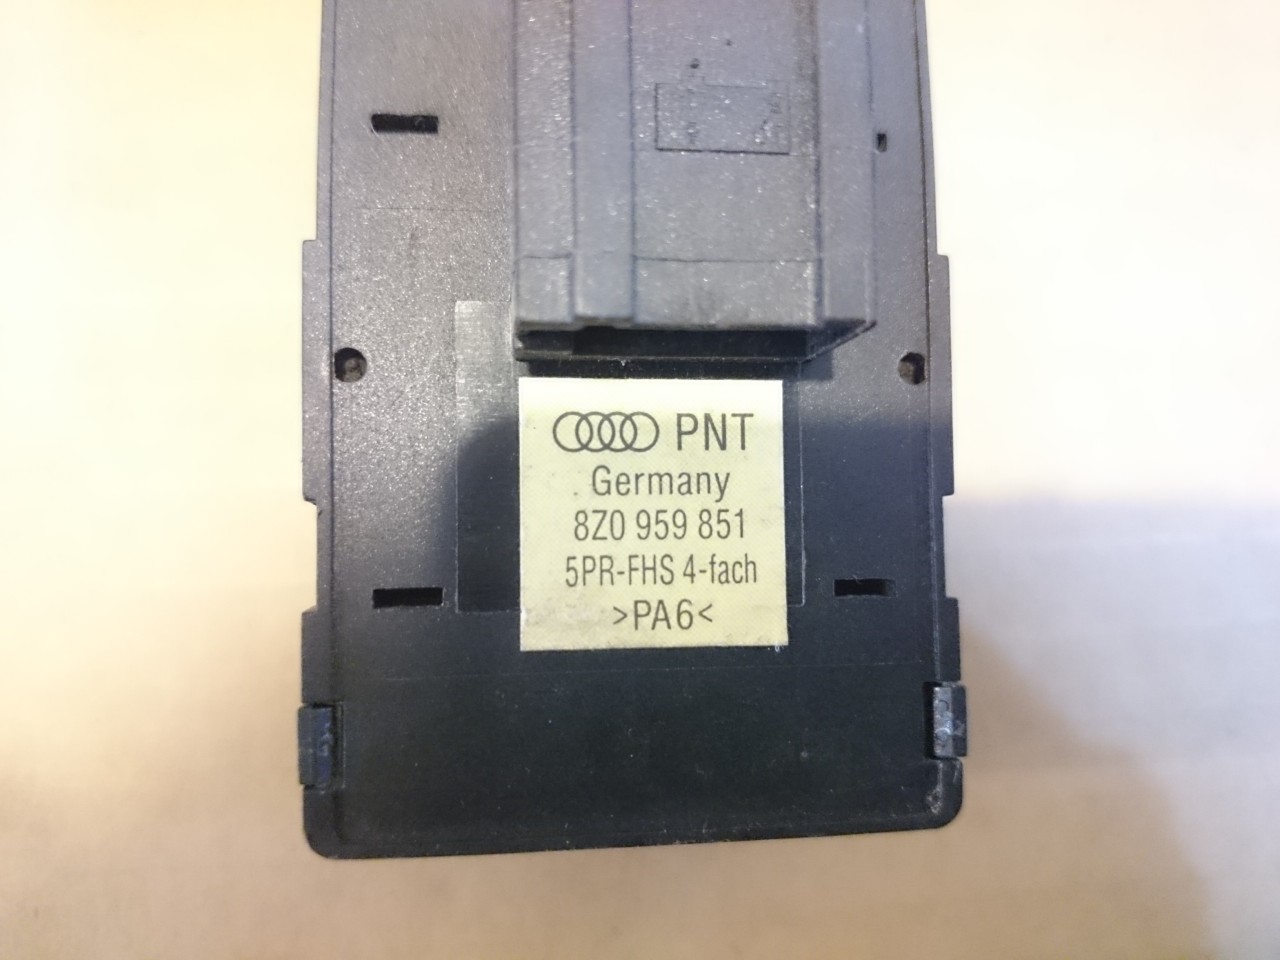 PNT
Germany
8Z0 959 851
5PR-FHS 4-fach
>PA6<